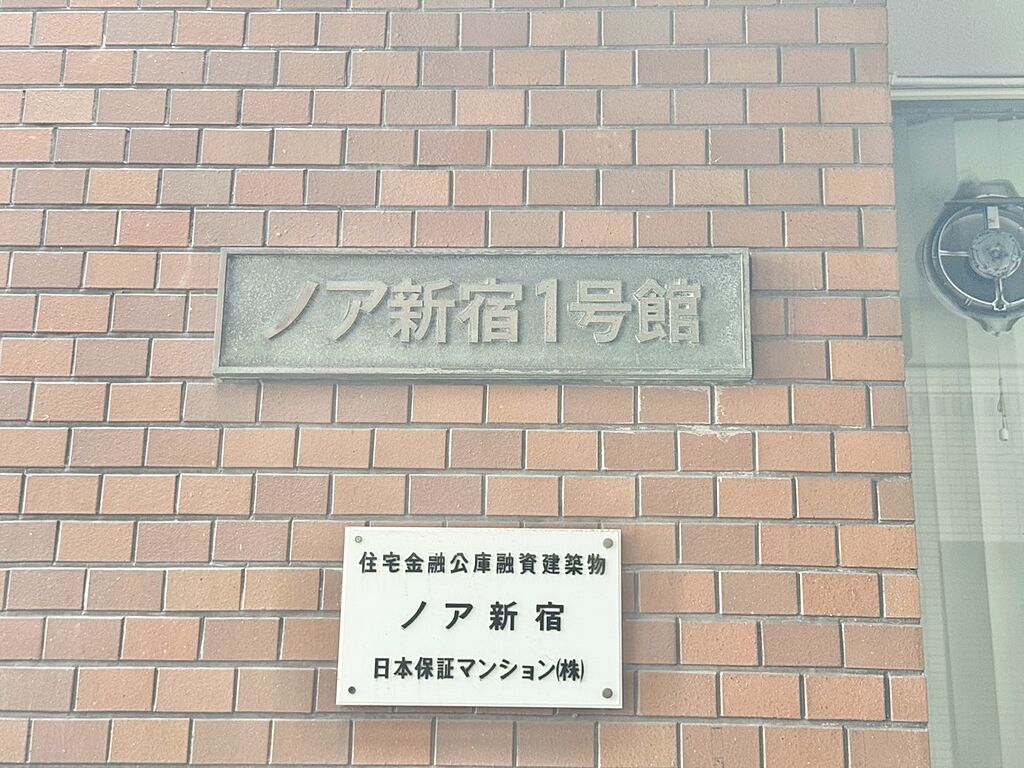 ノア新宿1号館
住宅金融公庫融資建築物
ノア新宿
日本保証マンション㈱